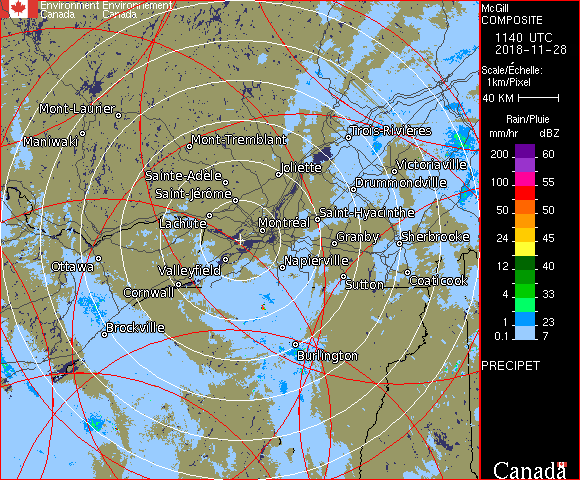 Environment Environnement
Canada Canada
McGill
COMPOSITE
1140 UTC
2018-11-28
Scale/Échelle:
1km/Pixel
40 KM
Rain/Pluie
mm/hr dBZ
200 60
100 55
50 50
24 45
12 40
4 33
1 23
0.1 7
PRECIPET
Canada
Mont-Laurier
Maniwaki
Mont-Tremblant
Trois-Rivières
Sainte-Adèle
Joliette
Victoriaville
Saint-Jérôme
Drummondville
Lachute
Montréal
Saint-Hyacinthe
Granby
Sherbrooke
Ottawa
Valleyfield
Napierville
Cornwall
Sutton
Coaticook
Brockville
Burlington